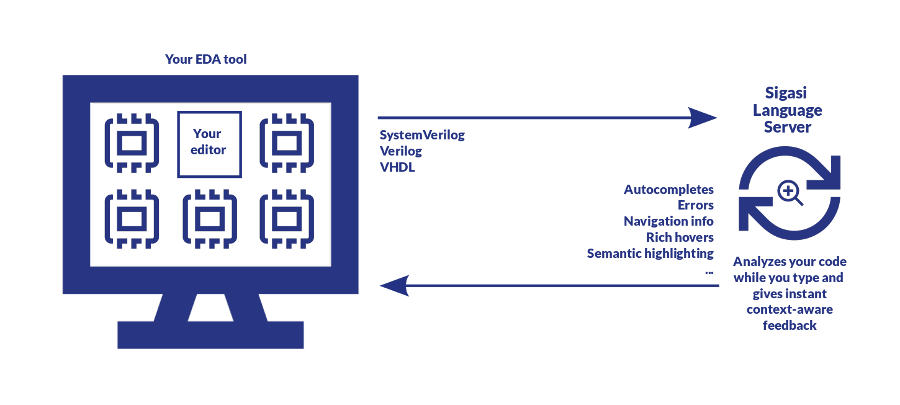 Your EDA tool
Your
editor
SystemVerilog
Verilog
VHDL
Sigasi
Language
Server
Autocompletes
Errors
Navigation info
Rich hovers
Semantic highlighting
...
Analyzes your code
while you type and
gives instant
context-aware
feedback